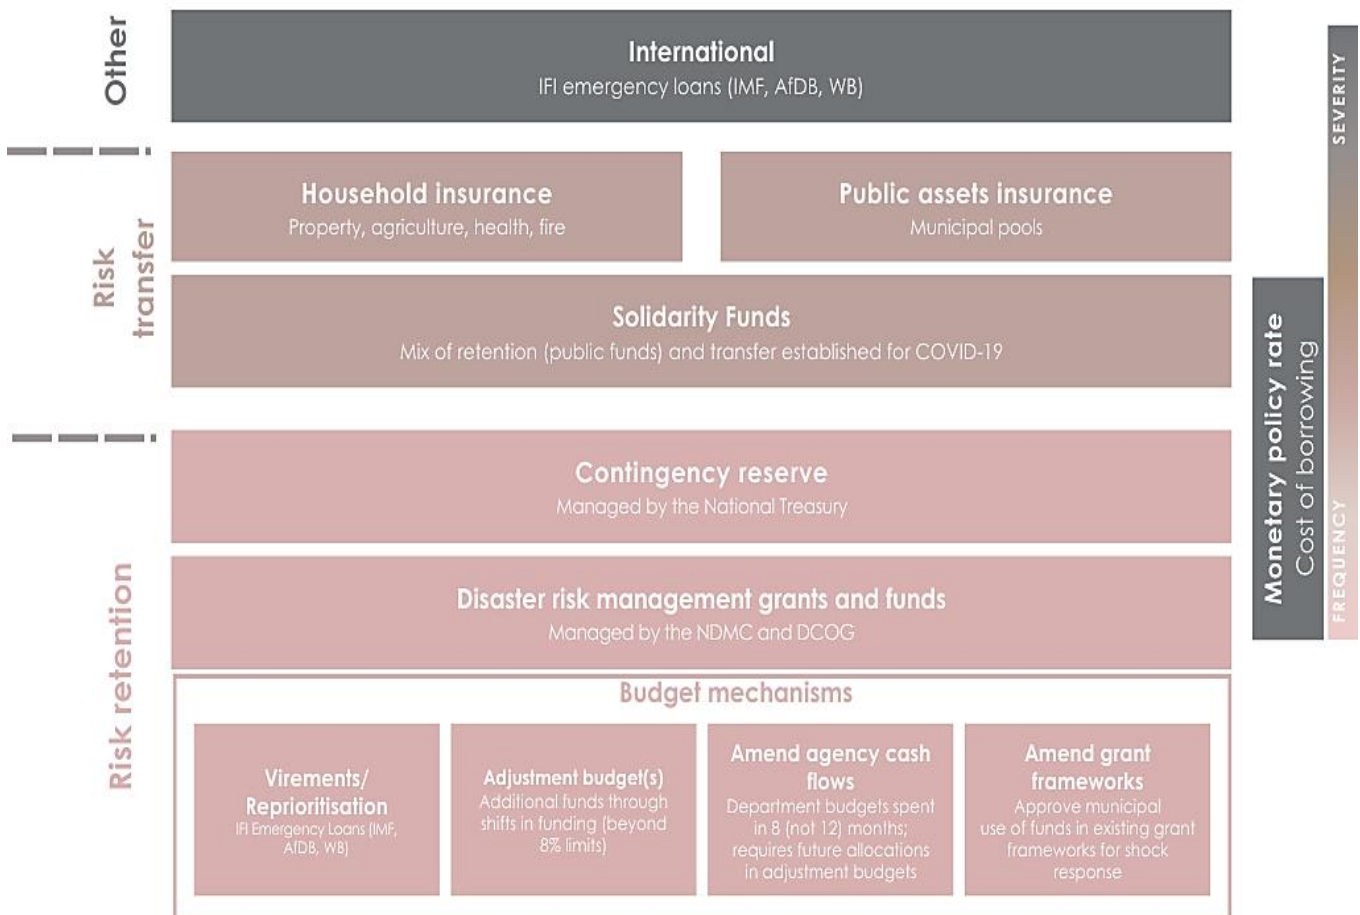 Other
International
IFI emergency loans (IMF, AfDB, WB)
Risk
transfer
Household insurance
Property, agriculture, health, fire
Public assets insurance
Municipal pools
Solidarity Funds
Mix of retention (public funds) and transfer established for COVID-19
Risk retention
Contingency reserve
Managed by the National Treasury
Disaster risk management grants and funds
Managed by the NDMC and DCOG
Budget mechanisms
Virements/
Reprioritisation
IFI Emergency Loans (IMF,
AfDB, WB)
Adjustment budget(s)
Additional funds through
shifts in funding (beyond
8% limits)
Amend agency cash
flows
Department budgets spent
in 8 (not 12) months;
requires future allocations
in adjustment budgets
Amend grant
frameworks
Approve municipal
use of funds in existing grant
frameworks for shock
response
Monetary policy rate
Cost of borrowing
SEVERITY
FREQUENCY